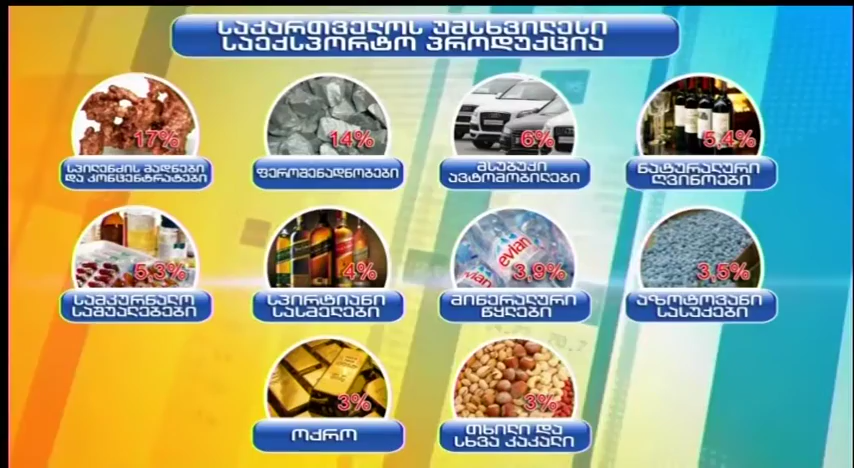 საქართველოს უმსხვილესი
საექსპორტო პროდუქცია
17%
სპილენძის მადნები
და კონცენტრატები
14%
ფეროშენადნობები
6%
მსუბუქი
ავტომობილები
5,4%
ნატურალური
ღვინოები
5,3%
სამკურნალო
საშუალებები
4%
სპირტიანი
სასმელები
evian
3,9%
მინერალური
წყლები
3,5%
აზოტოვანი
სასუქები
3%
ოქრო
3%
თხილი და
სხვა კაკალი